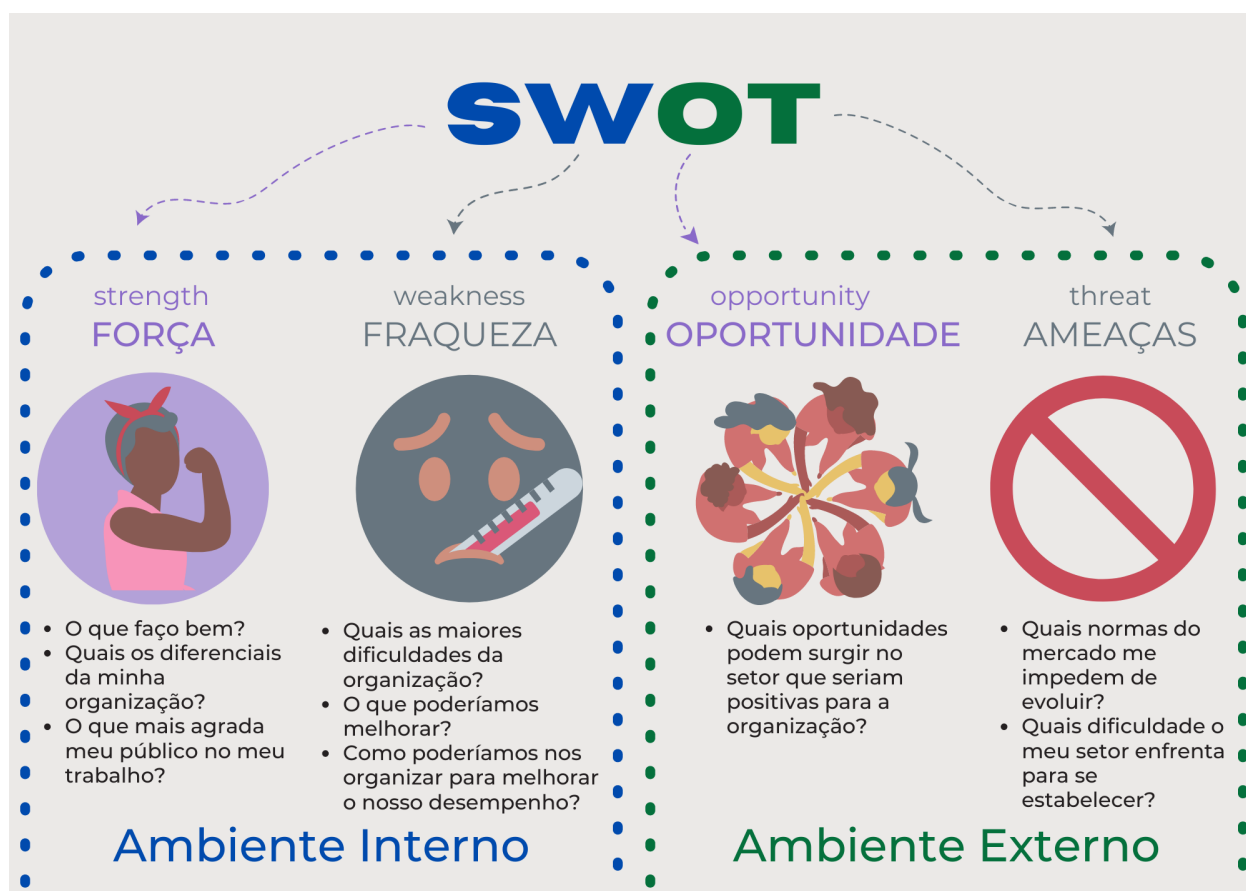 SWOT
strength
FORÇA
weakness
FRAQUEZA
opportunity
OPORTUNIDADE
threat
AMEAÇAS
• O que faço bem?
• Quais os diferenciais
da minha
organização?
• O que mais agrada
meu público no meu
trabalho?
• Quais as maiores
dificuldades da
organização?
• O que poderíamos
melhorar?
• Como poderíamos nos
organizar para melhorar
o nosso desempenho?
• Quais oportunidades
podem surgir no
setor que seriam
positivas para a
organização?
• Quais normas do
mercado me
impedem de
evoluir?
• Quais dificuldade o
meu setor enfrenta
para se
estabelecer?
Ambiente Interno
Ambiente Externo